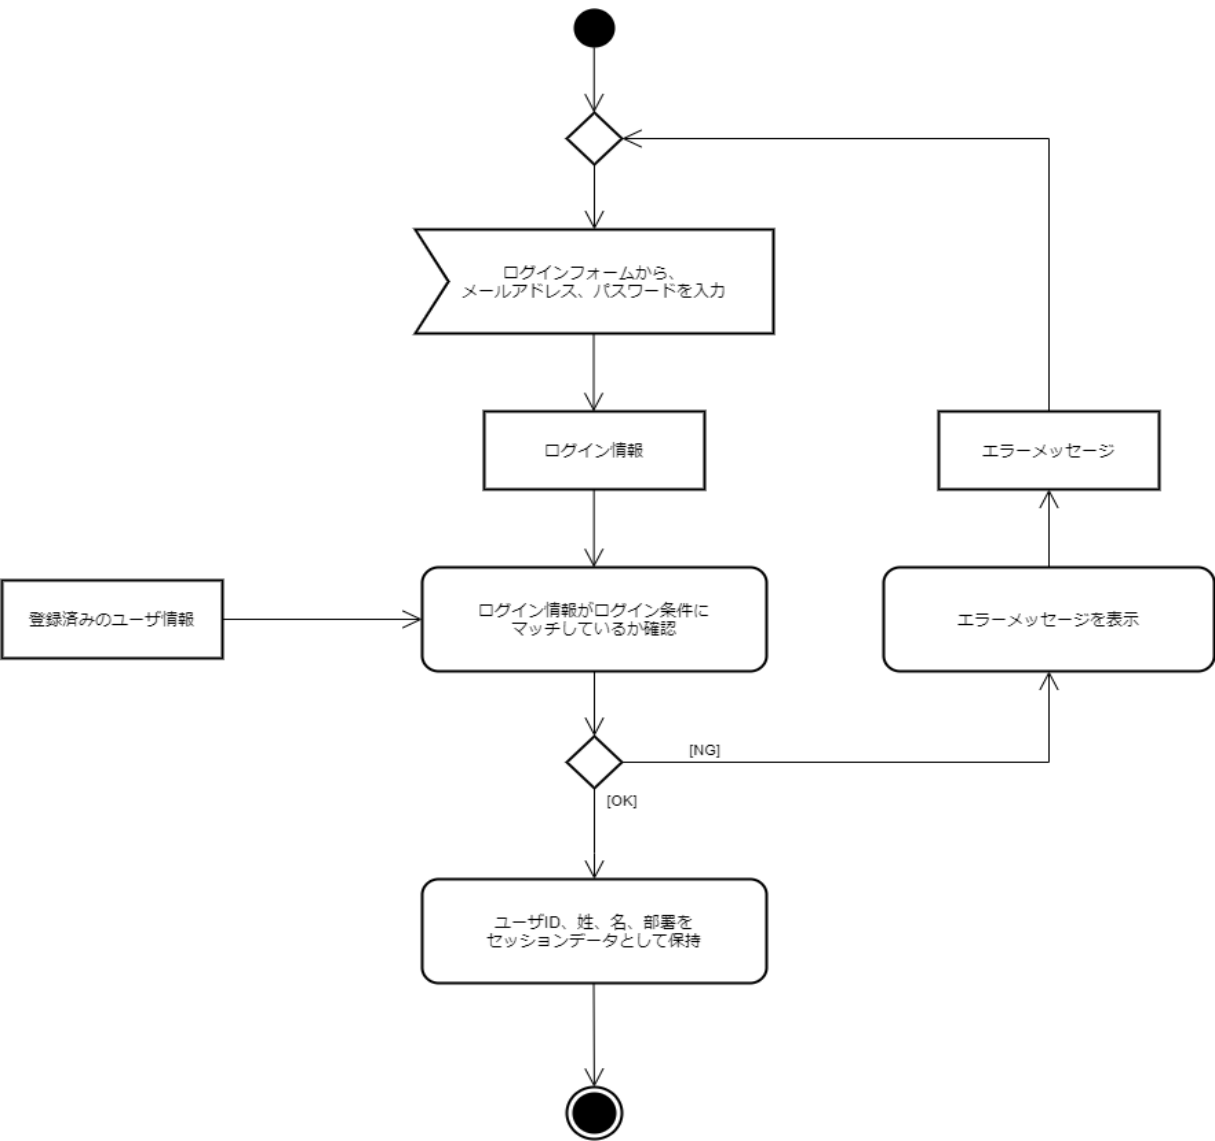 ログインフォームから、
メールアドレス、パスワードを入力
ログイン情報
エラーメッセージ
登録済みのユーザ情報
ログイン情報がログイン条件に
マッチしているか確認
エラーメッセージを表示
[NG]
[OK]
ユーザID、姓、名、部署を
セッションデータとして保持